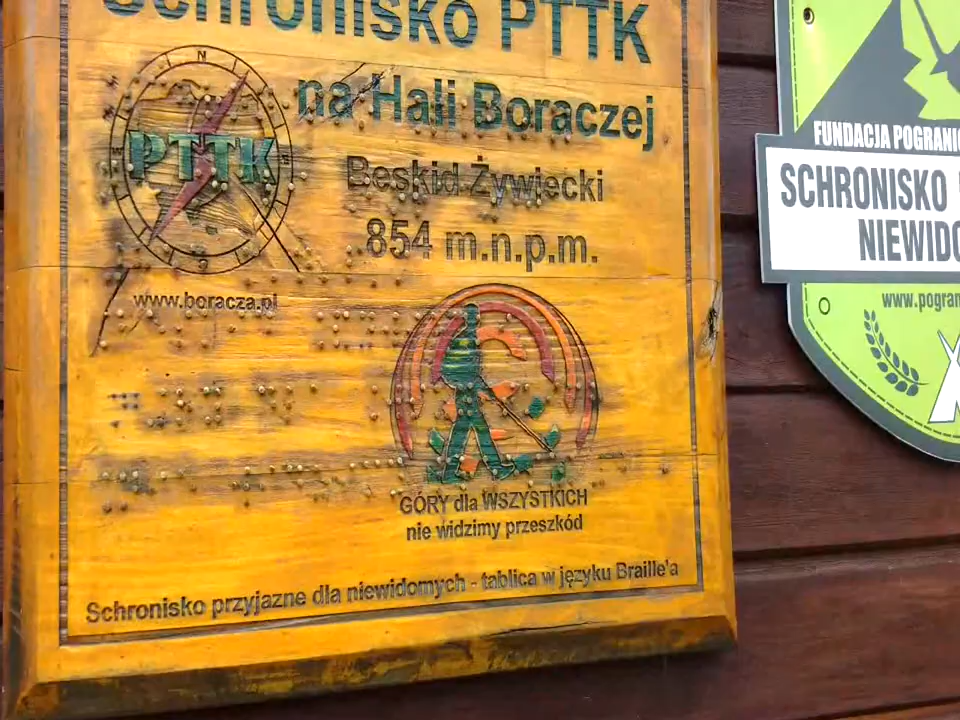 Schronisko PTTK
na Hali Boraczej
N
PTTK
Beskid Żywiecki
854 m.n.p.m.
www.boracza.pl
GÓRY dla WSZYSTKICH
nie widzimy przeszkód
Schronisko przyjazne dla niewidomych - tablica w języku Braille'a
FUNDACJA POGRANI
SCHRONISKO
NIEWIDO
www.pogran